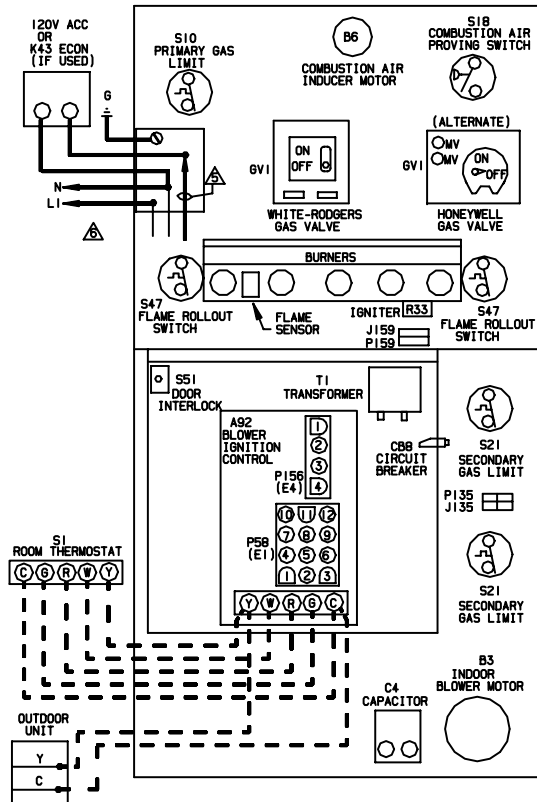 120V ACC
OR
K43 ECON
(IF USED)
G
N
L1
5
6
S10
PRIMARY GAS
LIMIT
B6
COMBUSTION AIR
INDUCER MOTOR
S18
COMBUSTION AIR
PROVING SWITCH
GV1
ON
OFF
WHITE-RODGERS
GAS VALVE
(ALTERNATE)
MV
MV
GV1
ON
OFF
HONEYWELL
GAS VALVE
BURNERS
S47
FLAME ROLLOUT
SWITCH
FLAME
SENSOR
IGNITER
R33
J159
P159
S47
FLAME ROLLOUT
SWITCH
S51
DOOR
INTERLOCK
T1
TRANSFORMER
A92
BLOWER
IGNITION
CONTROL
1
2
3
4
P156
(E4)
CB8
CIRCUIT
BREAKER
S21
SECONDARY
GAS LIMIT
P135
J135
P58
(E1)
10 11 12
7 8 9
4 5 6
1 2 3
Y W R G C
S21
SECONDARY
GAS LIMIT
S1
ROOM THERMOSTAT
C G R W Y
C4
CAPACITOR
B3
INDOOR
BLOWER MOTOR
OUTDOOR
UNIT
Y
C